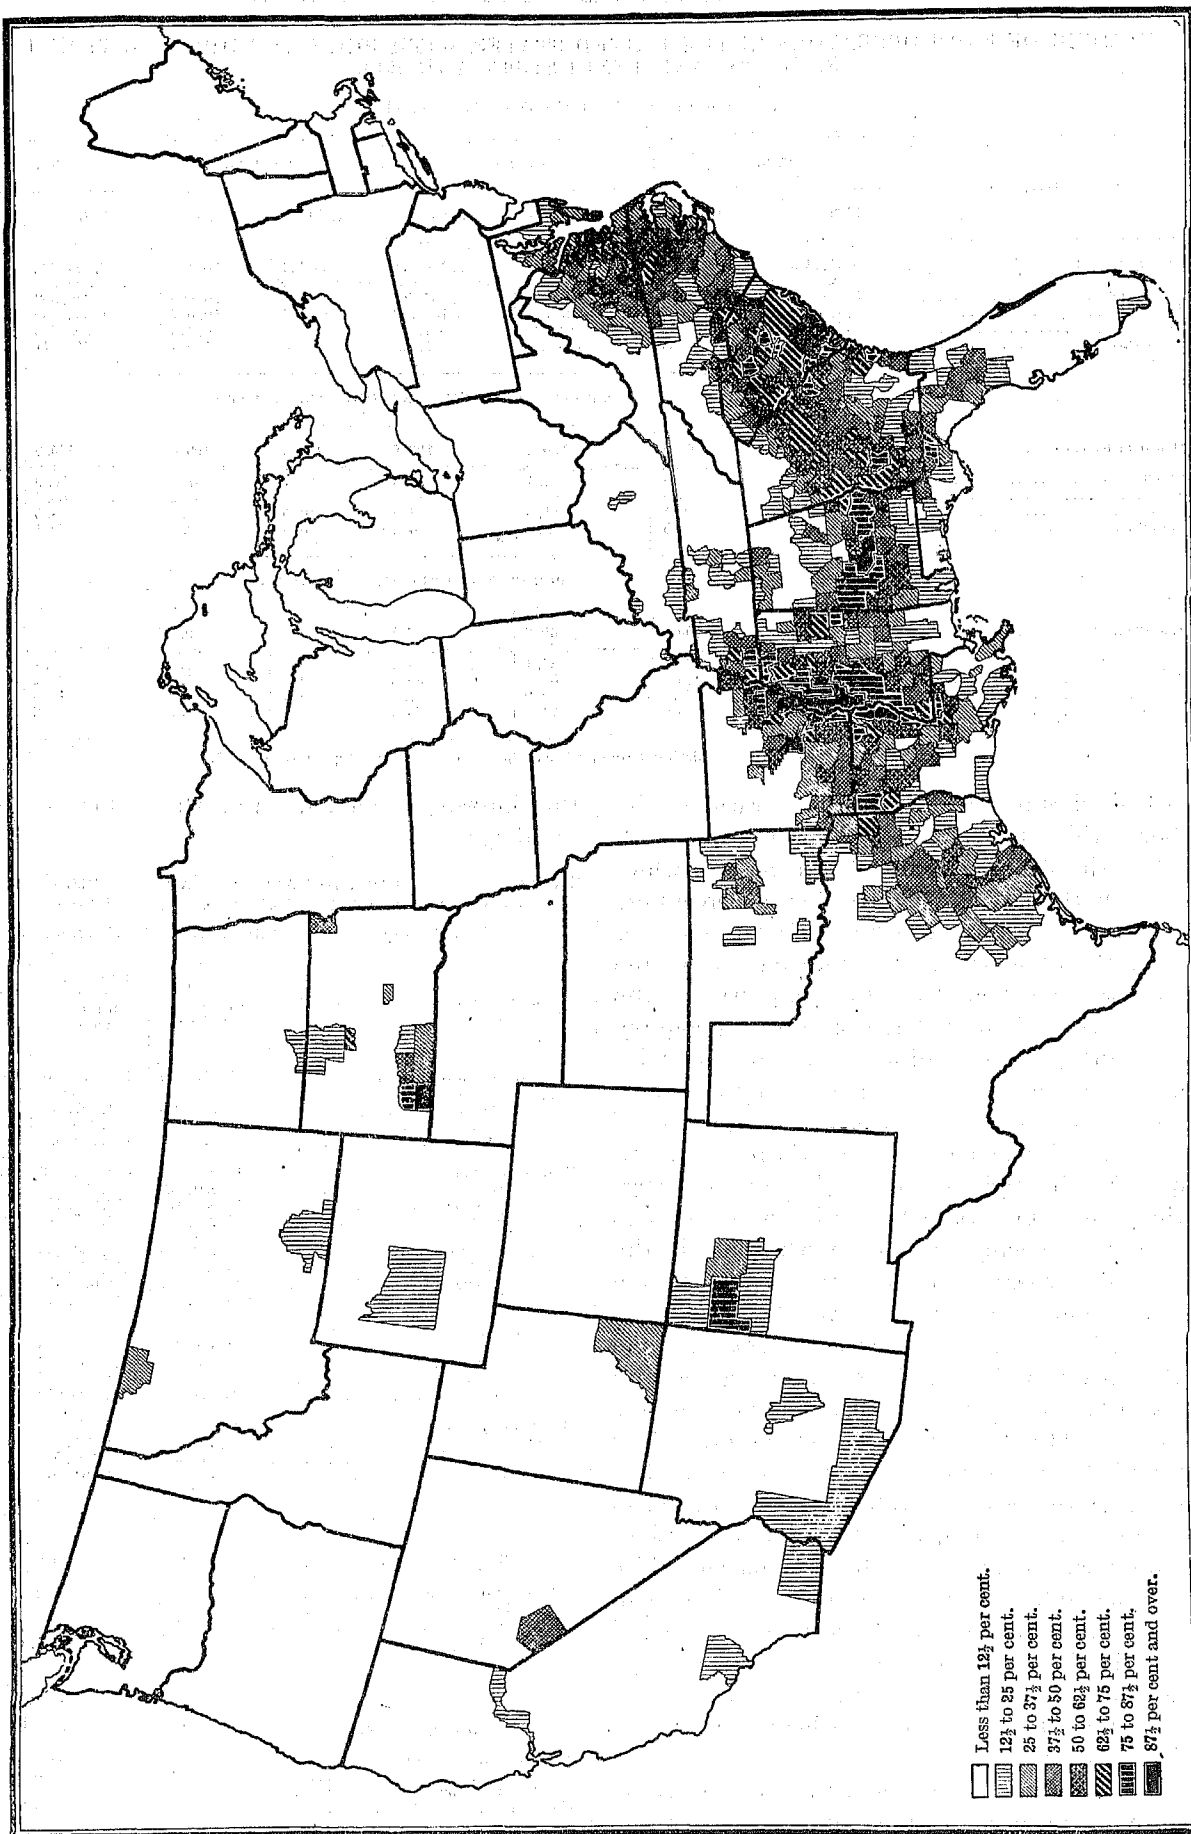 Less than 12½ per cent.
12½ to 25 per cent.
25 to 37½ per cent.
37½ to 50 per cent.
50 to 62½ per cent.
62½ to 75 per cent.
75 to 87½ per cent.
87½ per cent and over.